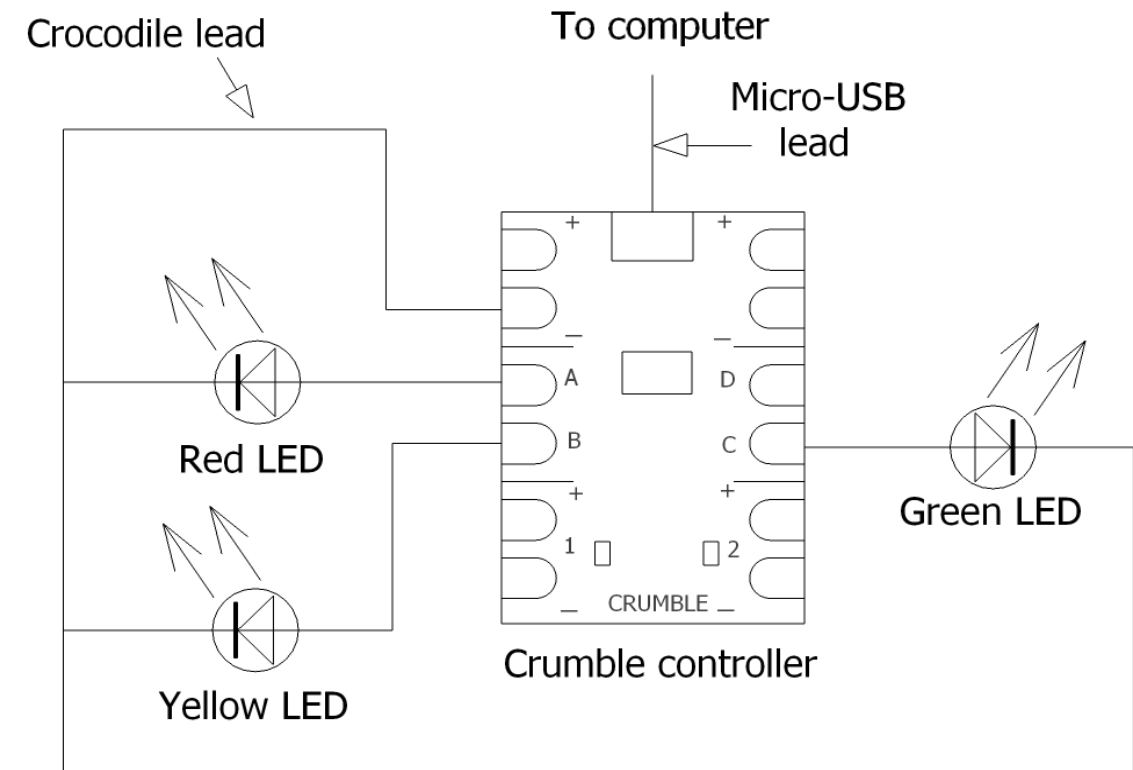 Crocodile lead
To computer
Micro-USB
lead
+ +
_ _
A D
B C
Red LED
+ +
1 2
_ CRUMBLE _
Green LED
Crumble controller
Yellow LED